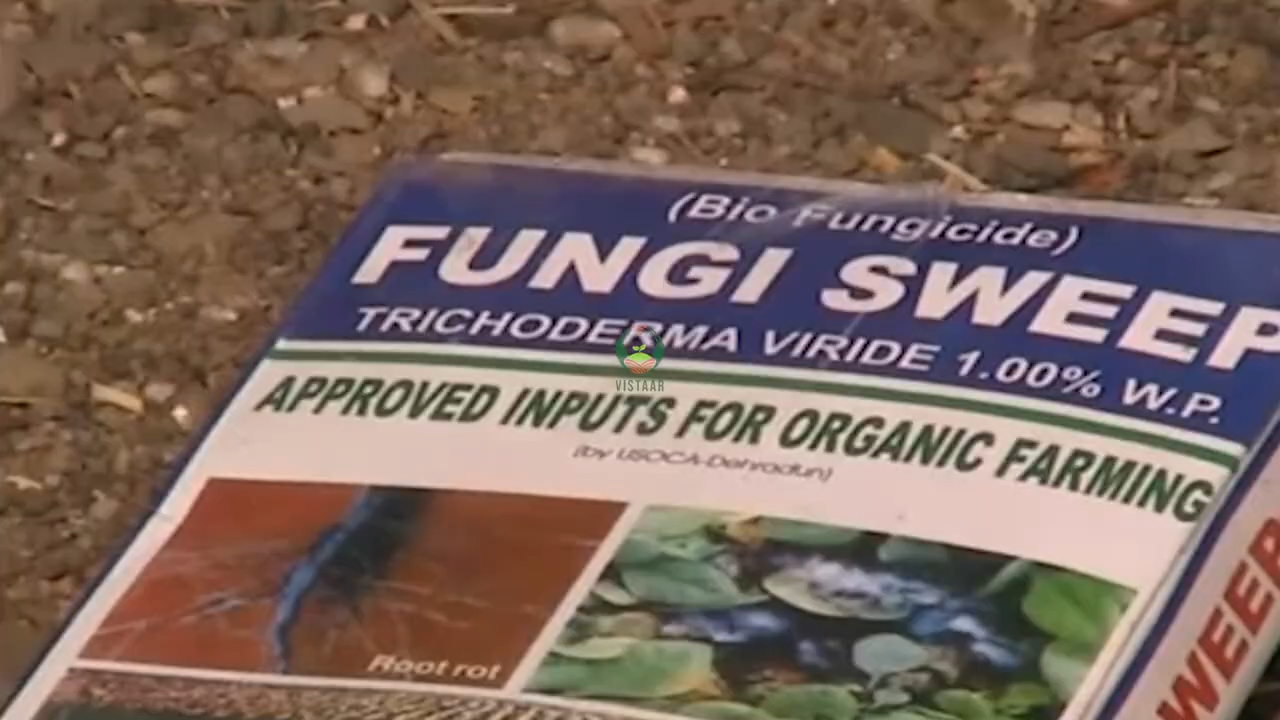 (Bio Fungicide)
FUNGI SWEEP
TRICHODERMA VIRIDE 1.00% W.P.
VISTAAR
APPROVED INPUTS FOR ORGANIC FARMING
(by USOCA-Dehradun)
Root rot
WEEP